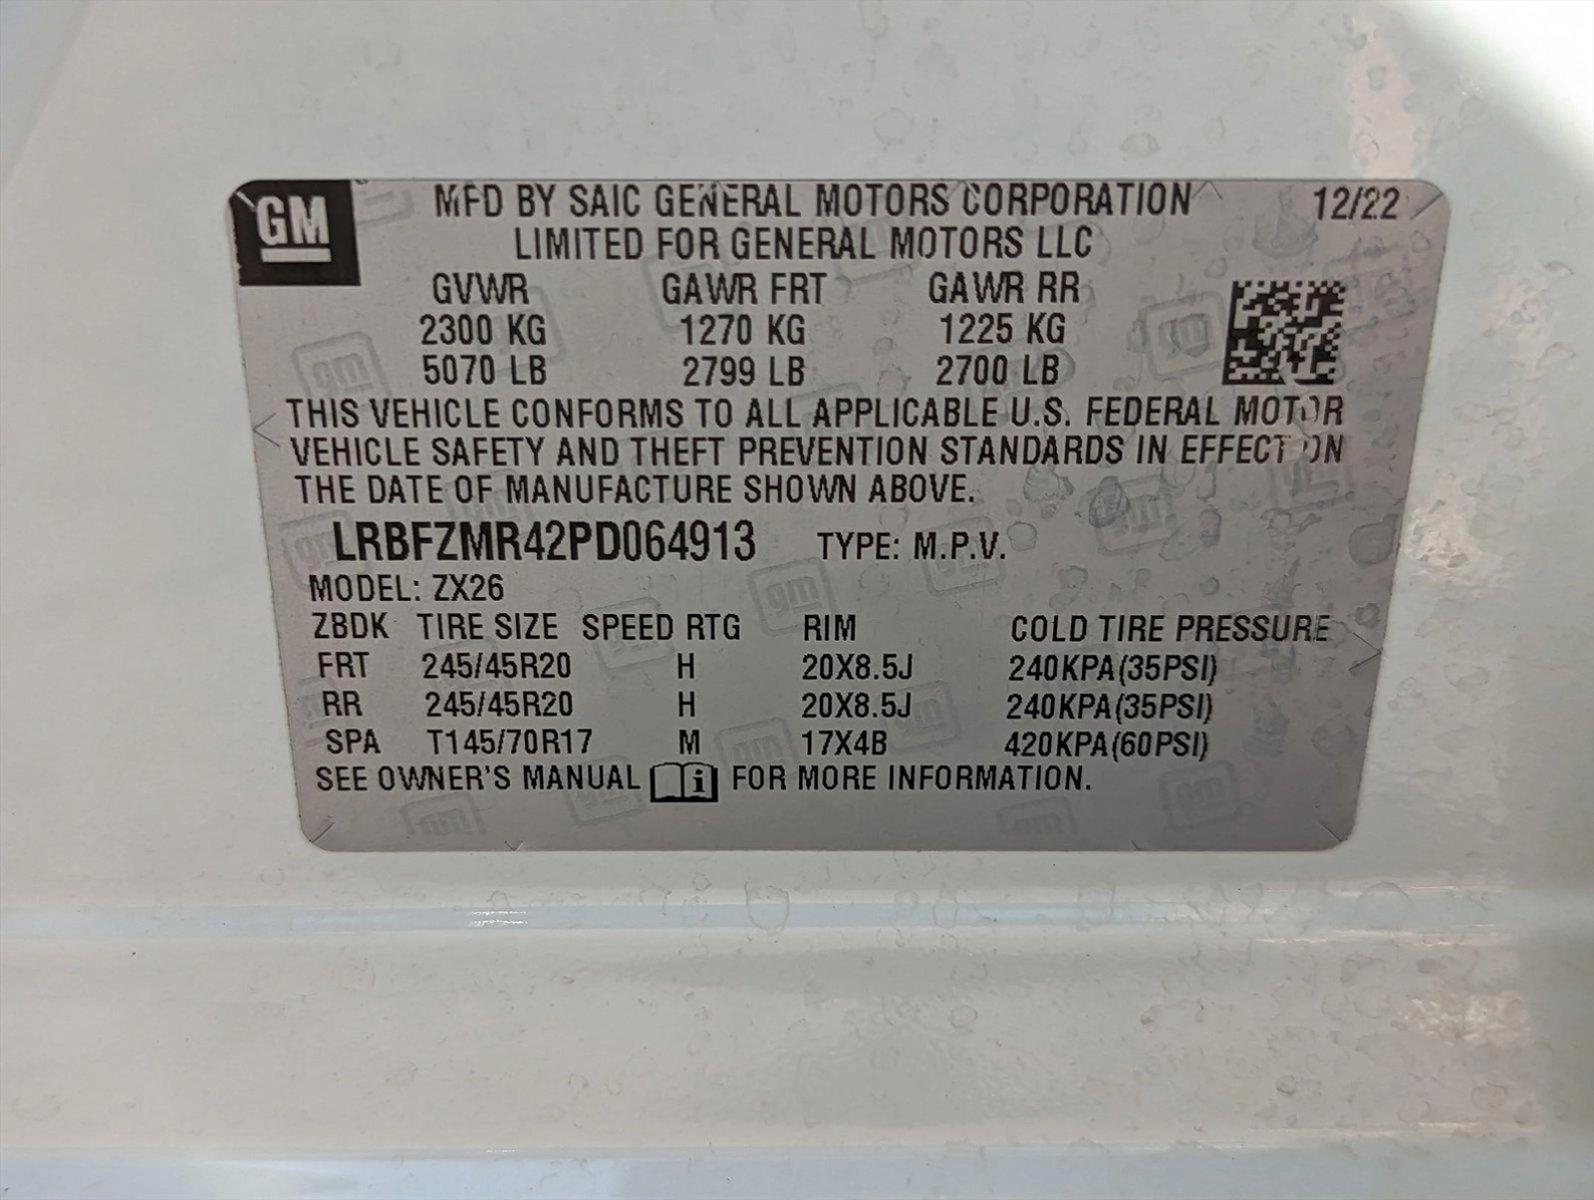 GM MFD BY SAIC GENERAL MOTORS CORPORATION 12/22
LIMITED FOR GENERAL MOTORS LLC
GVWR GAWR FRT GAWR RR
2300 KG 1270 KG 1225 KG
5070 LB 2799 LB 2700 LB
THIS VEHICLE CONFORMS TO ALL APPLICABLE U.S. FEDERAL MOTOR
VEHICLE SAFETY AND THEFT PREVENTION STANDARDS IN EFFECT ON
THE DATE OF MANUFACTURE SHOWN ABOVE.
LRBFZMR42PD064913 TYPE: M.P.V.
MODEL: ZX26
ZBDK TIRE SIZE SPEED RTG RIM COLD TIRE PRESSURE
FRT 245/45R20 H 20X8.5J 240KPA(35PSI)
RR 245/45R20 H 20X8.5J 240KPA(35PSI)
SPA T145/70R17 M 17X4B 420KPA(60PSI)
SEE OWNER'S MANUAL i FOR MORE INFORMATION.